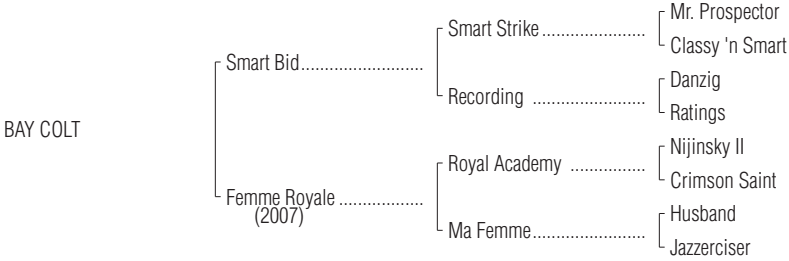 Mr. Prospector
Smart Strike......................
Classy 'n Smart
Smart Bid..........................
Danzig
Recording ........................
Ratings
BAY COLT
Nijinsky II
Royal Academy ................
Crimson Saint
Femme Royale ..................
(2007)
Husband
Ma Femme........................
Jazzerciser